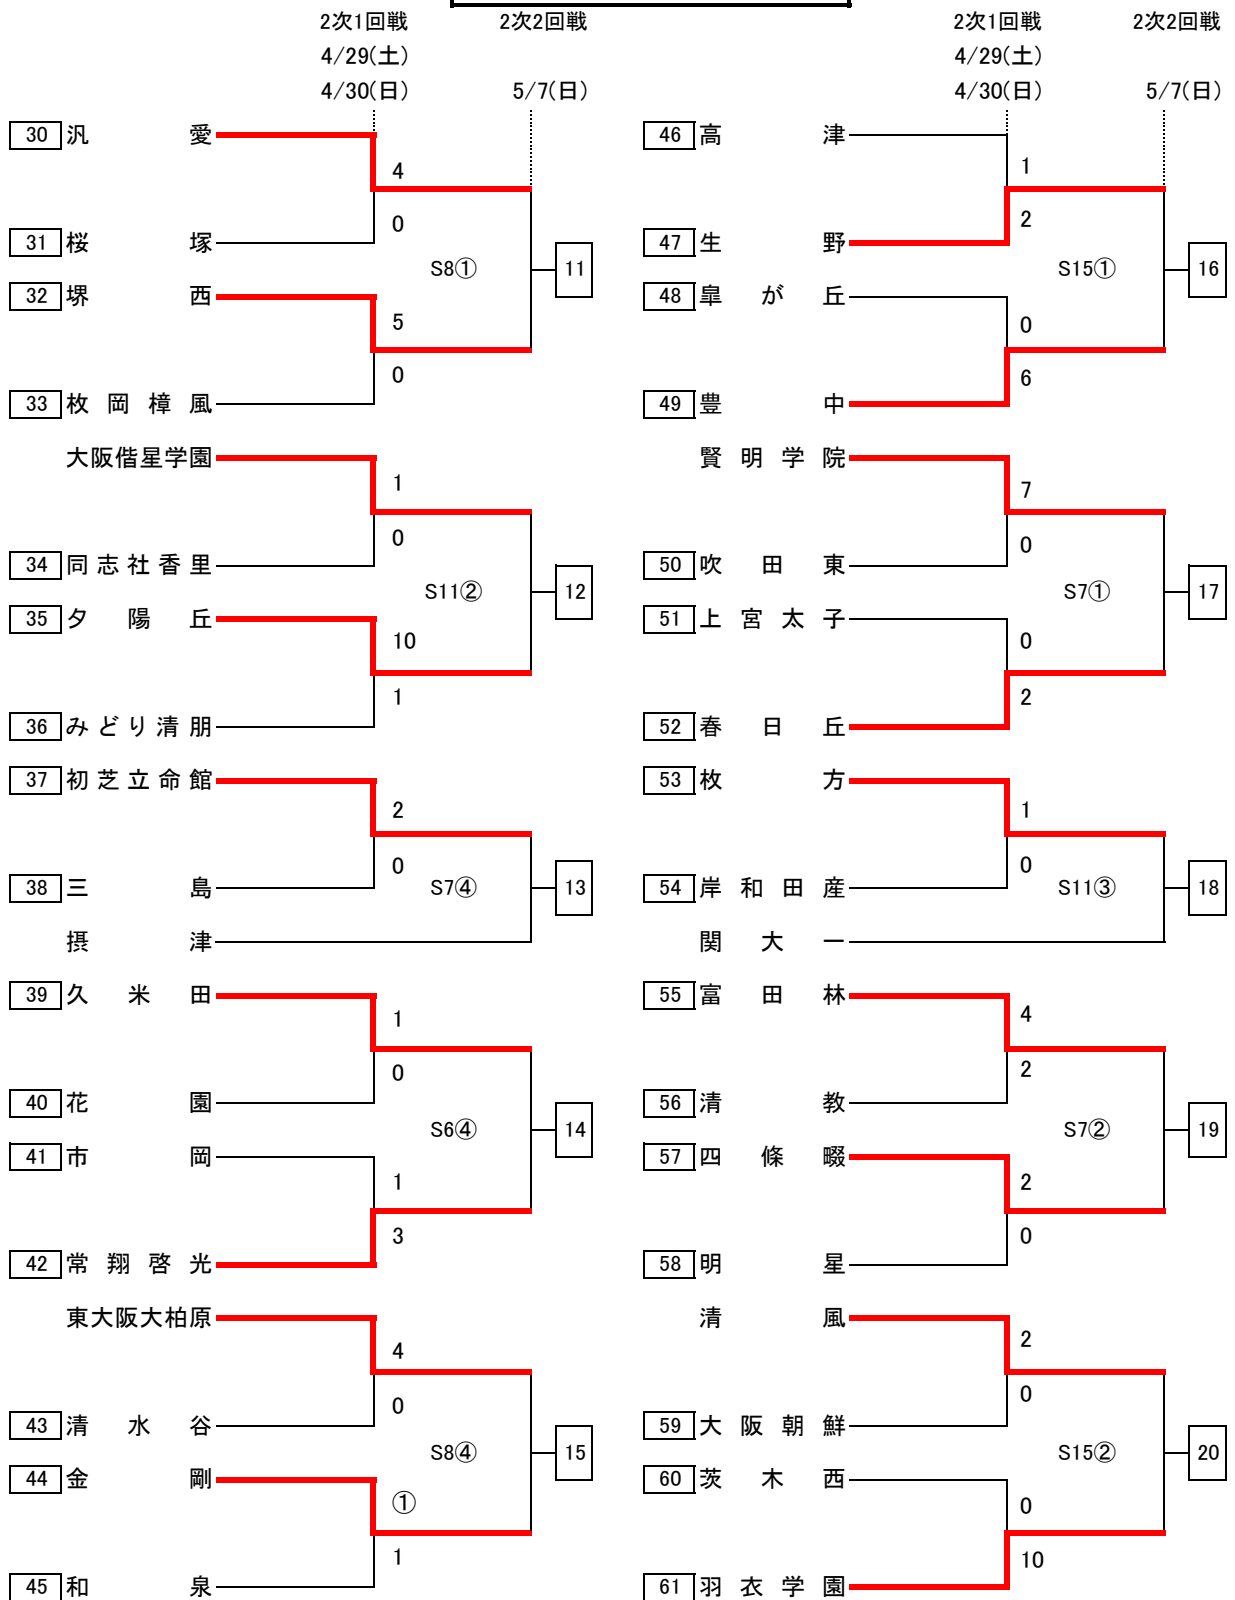 2次1回戦 2次2回戦
4/29(土)
4/30(日) 5/7(日)
30 汎愛
4
0
31 桜塚
S8① 11
32 堺西
5
0
33 枚岡樟風
大阪偕星学園
1
0
34 同志社香里
S11② 12
35 夕陽丘
10
1
36 みどり清朋
37 初芝立命館
2
0
38 三島
S7④ 13
摂津
39 久米田
1
0
40 花園
S6④ 14
41 市岡
1
3
42 常翔啓光
東大阪大柏原
4
0
43 清水谷
S8④ 15
44 金剛
①
1
45 和泉
2次1回戦 2次2回戦
4/29(土)
4/30(日) 5/7(日)
46 高津
1
2
47 生野
S15① 16
48 皐が丘
0
6
49 豊中
賢明学院
7
0
50 吹田東
S7① 17
51 上宮太子
0
2
52 春日丘
53 枚方
1
0
54 岸和田産
S11③ 18
関大一
55 富田林
4
2
56 清教
S7② 19
57 四條畷
2
0
58 明星
清風
2
0
59 大阪朝鮮
S15② 20
60 茨木西
0
10
61 羽衣学園